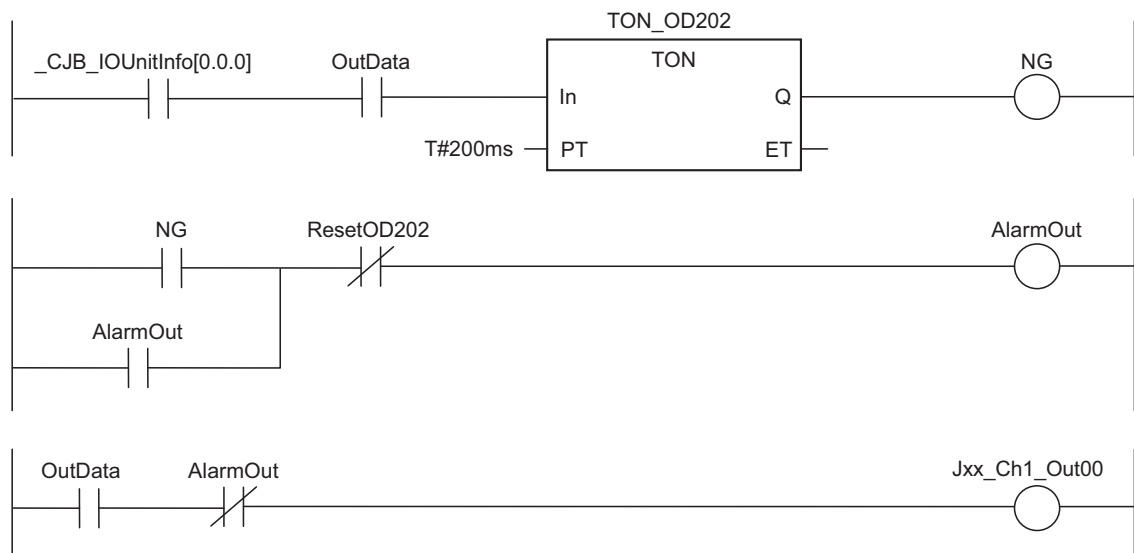 TON_OD202
_CJB_IOUnitInfo[0.0.0] OutData TON NG
In Q
T#200ms PT ET
NG ResetOD202 AlarmOut
AlarmOut
OutData AlarmOut Jxx_Ch1_Out00